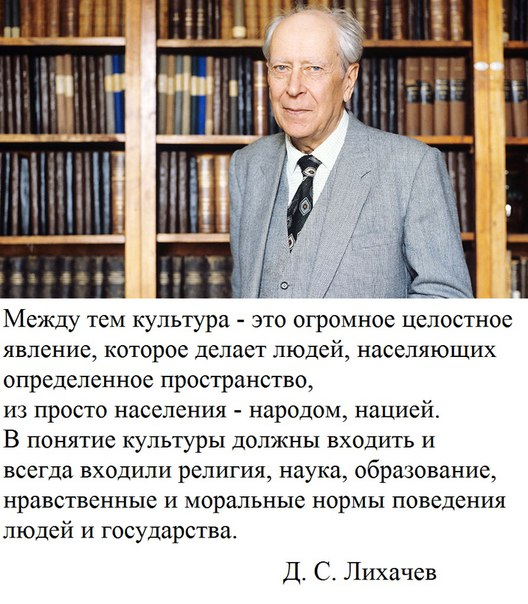 Между тем культура - это огромное целостное
явление, которое делает людей, населяющих
определенное пространство,
из просто населения - народом, нацией.
В понятие культуры должны входить и
всегда входили религия, наука, образование,
нравственные и моральные нормы поведения
людей и государства.
Д. С. Лихачев